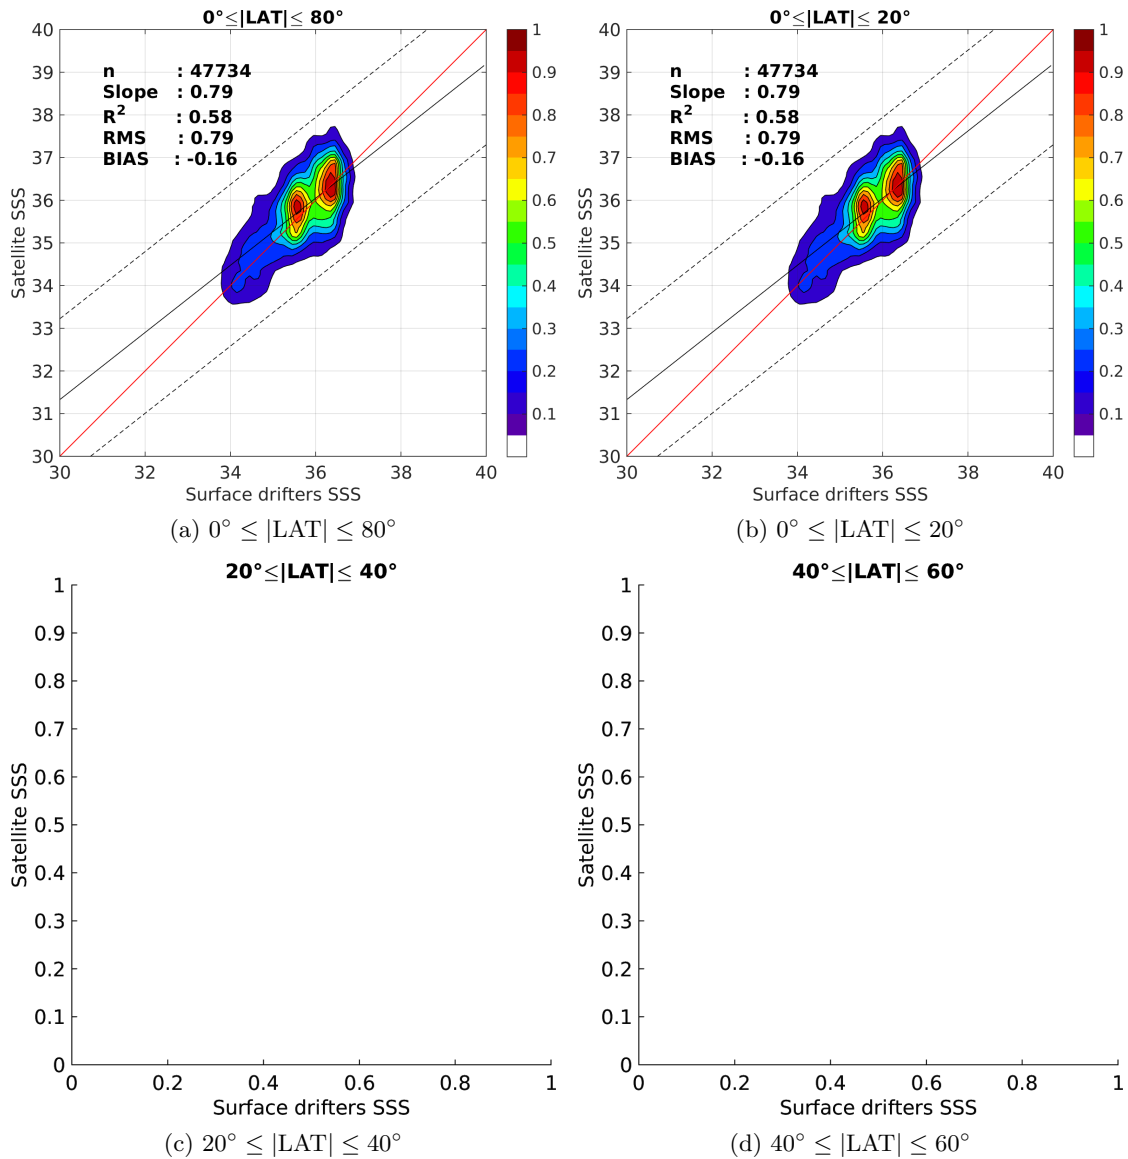 0°≤|LAT|≤ 80°
40
39
38
37
36
35
34
33
32
31
30
Satellite SSS
n : 47734
Slope : 0.79
R² : 0.58
RMS : 0.79
BIAS : -0.16
30 32 34 36 38 40
Surface drifters SSS
1
0.9
0.8
0.7
0.6
0.5
0.4
0.3
0.2
0.1
(a) 0° ≤ |LAT| ≤ 80°
0°≤|LAT|≤ 20°
40
39
38
37
36
35
34
33
32
31
30
Satellite SSS
n : 47734
Slope : 0.79
R² : 0.58
RMS : 0.79
BIAS : -0.16
30 32 34 36 38 40
Surface drifters SSS
1
0.9
0.8
0.7
0.6
0.5
0.4
0.3
0.2
0.1
(b) 0° ≤ |LAT| ≤ 20°
20°≤|LAT|≤ 40°
1
0.9
0.8
0.7
0.6
0.5
0.4
0.3
0.2
0.1
0
Satellite SSS
0 0.2 0.4 0.6 0.8 1
Surface drifters SSS
(c) 20° ≤ |LAT| ≤ 40°
40°≤|LAT|≤ 60°
1
0.9
0.8
0.7
0.6
0.5
0.4
0.3
0.2
0.1
0
Satellite SSS
0 0.2 0.4 0.6 0.8 1
Surface drifters SSS
(d) 40° ≤ |LAT| ≤ 60°